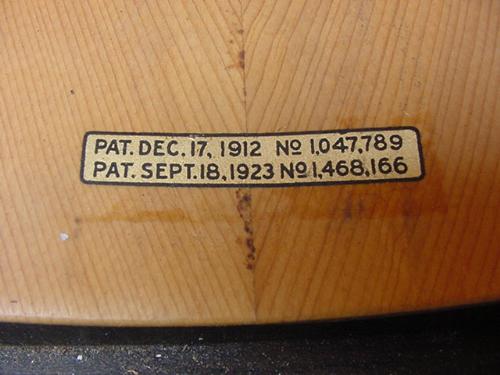 PAT. DEC. 17, 1912 No 1,047,789
PAT. SEPT. 18, 1923 No 1,468,166